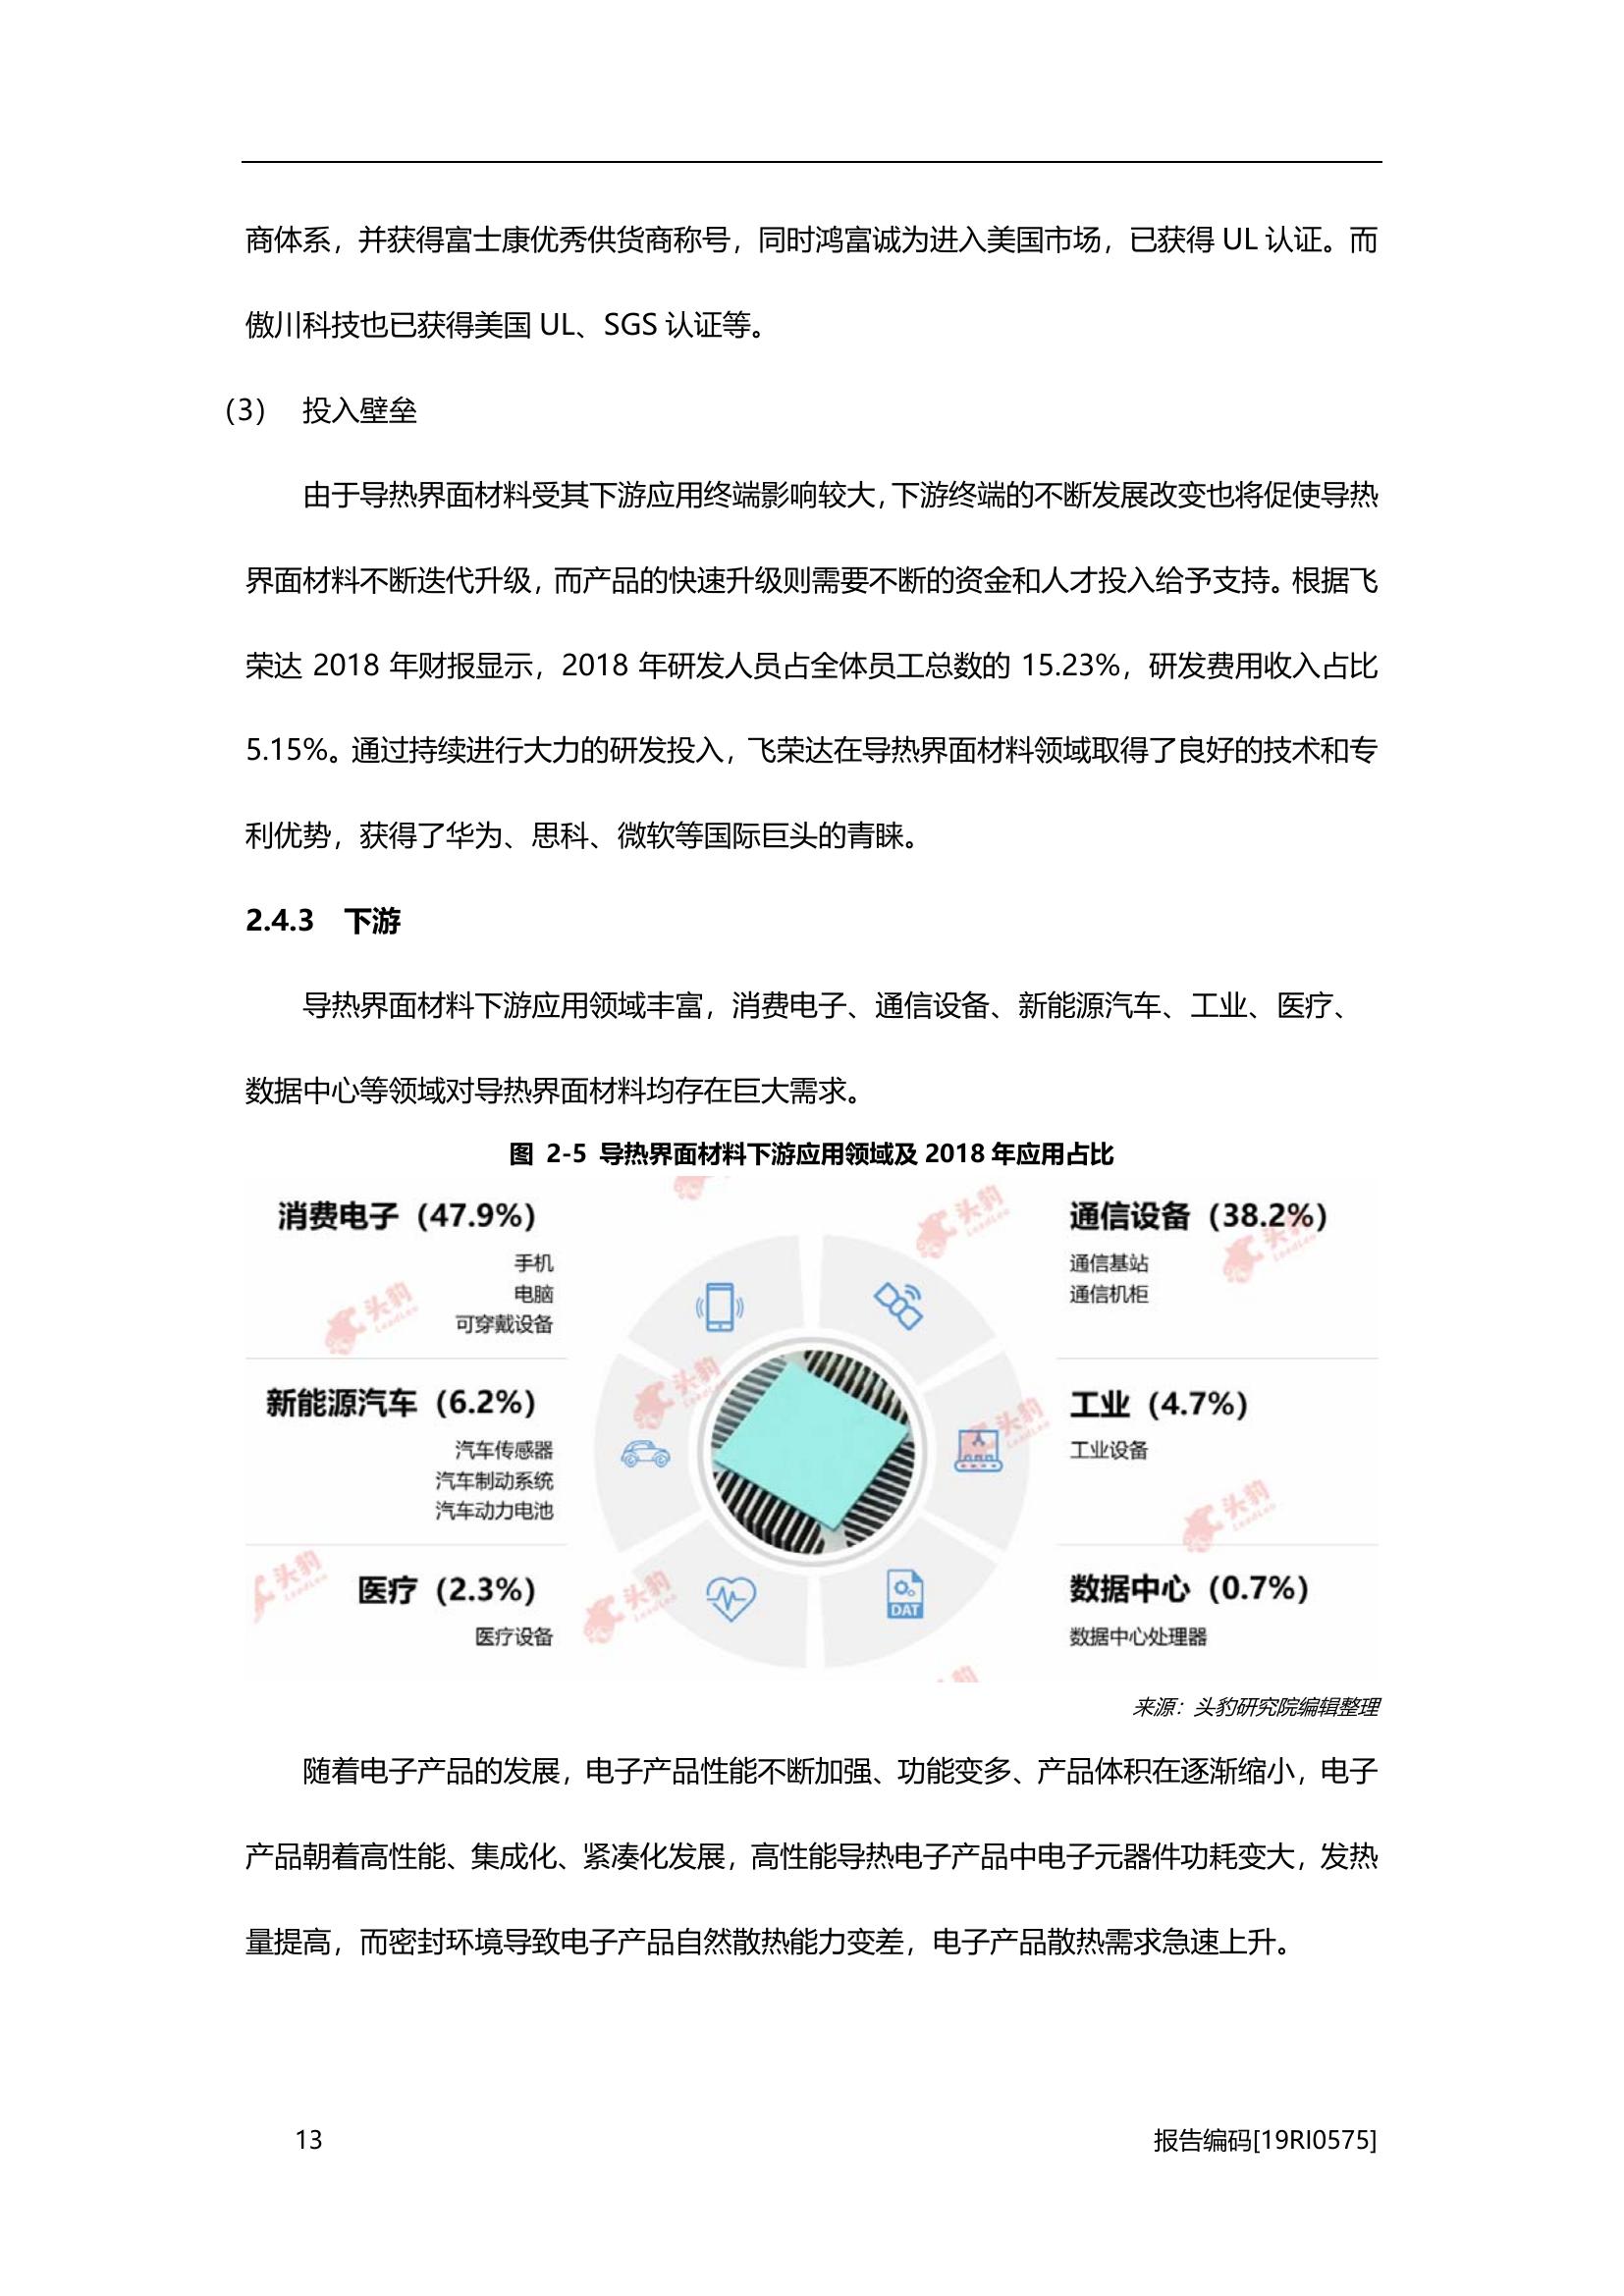 商体系，并获得富士康优秀供货商称号，同时鸿富诚为进入美国市场，已获得 UL 认证。而
傲川科技也已获得美国 UL、SGS 认证等。
（3） 投入壁垒
由于导热界面材料受其下游应用终端影响较大，下游终端的不断发展改变也将促使导热
界面材料不断迭代升级，而产品的快速升级则需要不断的资金和人才投入给予支持。根据飞
荣达 2018 年财报显示，2018 年研发人员占全体员工总数的 15.23%，研发费用收入占比
5.15%。通过持续进行大力的研发投入，飞荣达在导热界面材料领域取得了良好的技术和专
利优势，获得了华为、思科、微软等国际巨头的青睐。
2.4.3 下游
导热界面材料下游应用领域丰富，消费电子、通信设备、新能源汽车、工业、医疗、
数据中心等领域对导热界面材料均存在巨大需求。
图 2-5 导热界面材料下游应用领域及 2018 年应用占比
消费电子（47.9%）
手机
电脑
可穿戴设备
通信设备（38.2%）
通信基站
通信机柜
新能源汽车（6.2%）
汽车传感器
汽车制动系统
汽车动力电池
工业（4.7%）
工业设备
医疗（2.3%）
医疗设备
DAT
数据中心（0.7%）
数据中心处理器
头豹
LeadLeo
头豹
LeadLeo
头豹
LeadLeo
头豹
LeadLeo
头豹
LeadLeo
头豹
LeadLeo
头豹
LeadLeo
头豹
LeadLeo
豹
来源：头豹研究院编辑整理
随着电子产品的发展，电子产品性能不断加强、功能变多、产品体积在逐渐缩小，电子
产品朝着高性能、集成化、紧凑化发展，高性能导热电子产品中电子元器件功耗变大，发热
量提高，而密封环境导致电子产品自然散热能力变差，电子产品散热需求急速上升。
13
报告编码[19RI0575]